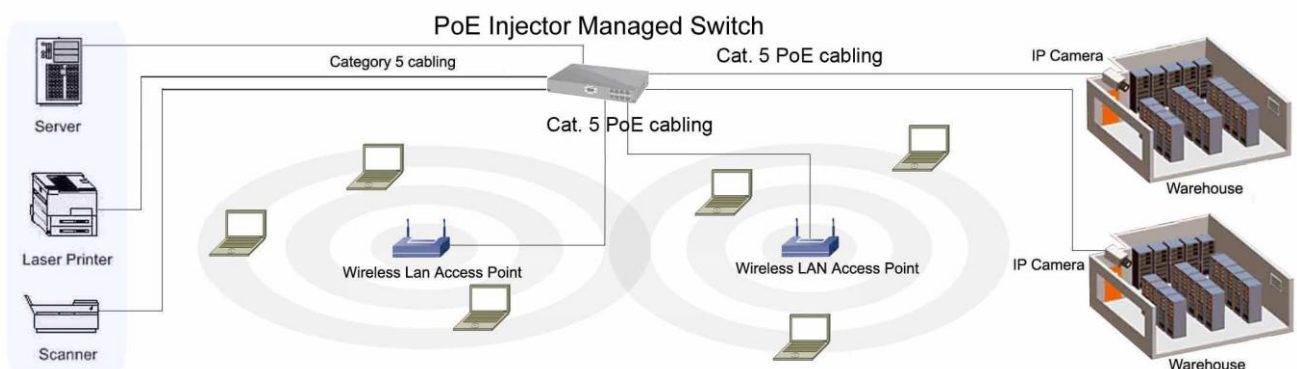 PoE Injector Managed Switch
Category 5 cabling
Cat. 5 PoE cabling
IP Camera
Server
Cat. 5 PoE cabling
Warehouse
Laser Printer
Wireless Lan Access Point
Wireless LAN Access Point
IP Camera
Scanner
Warehouse